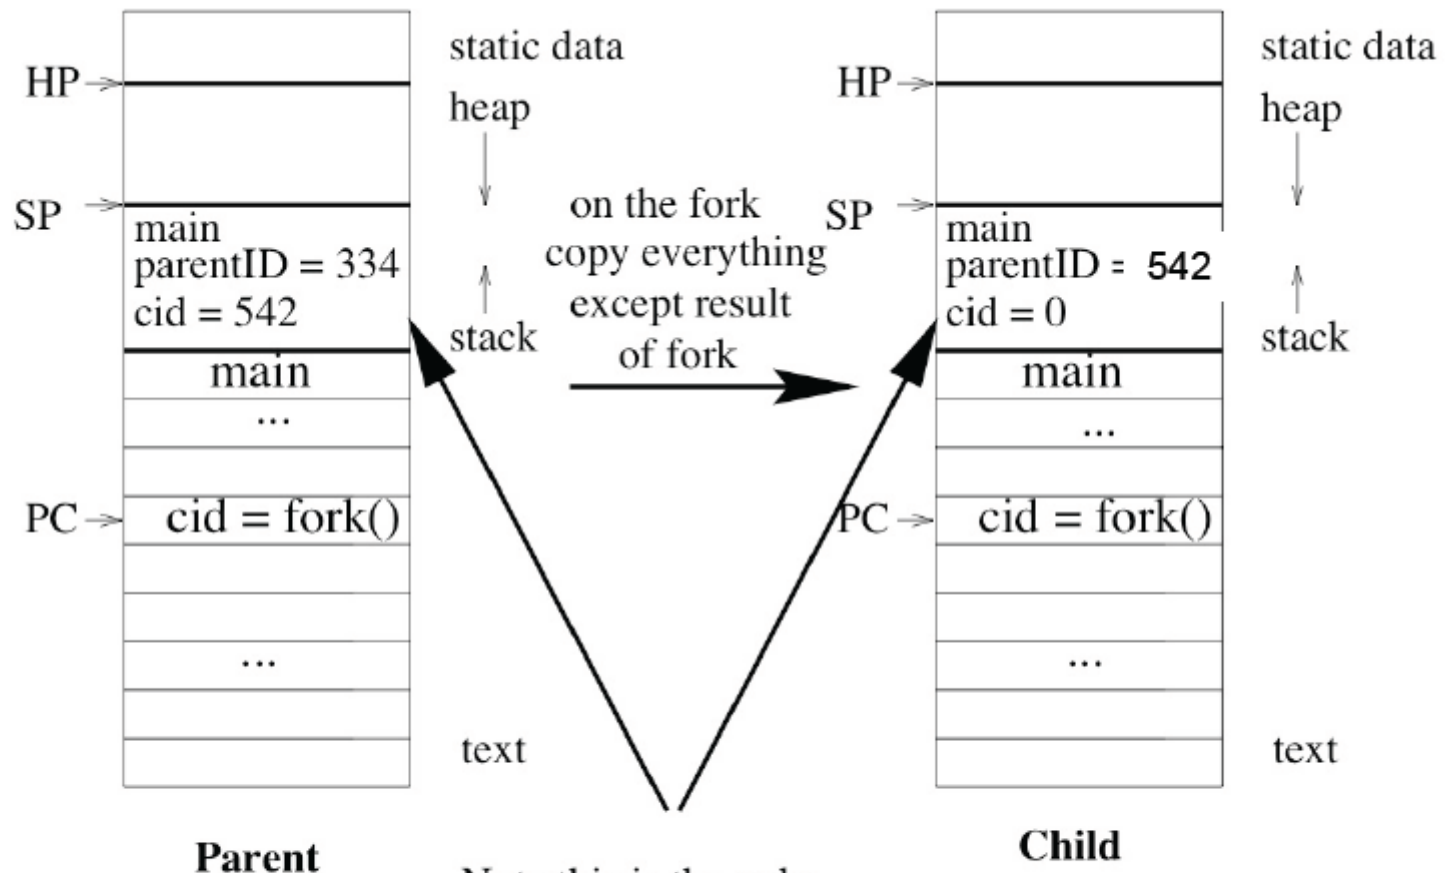 static data
HP
heap
SP
main
parentID = 334
cid = 542
stack
main
...
PC
cid = fork()
...
text
Parent
on the fork
copy everything
except result
of fork
static data
HP
heap
SP
main
parentID = 542
cid = 0
stack
main
...
PC
cid = fork()
...
text
Child